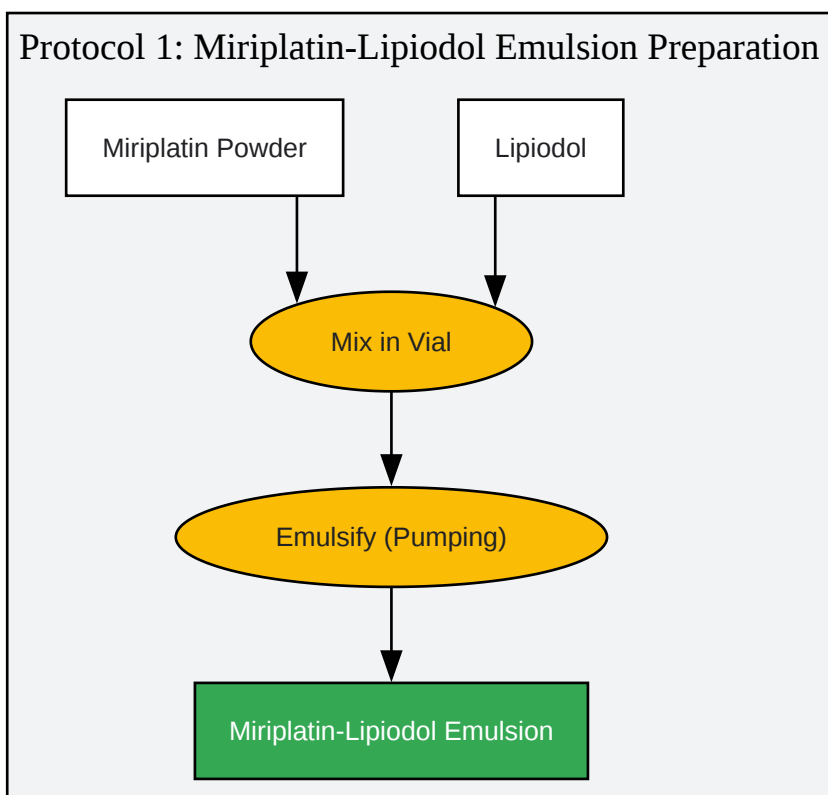 Protocol 1: Miriplatin-Lipiodol Emulsion Preparation
Miriplatin Powder
Lipiodol
Mix in Vial
Emulsify (Pumping)
Miriplatin-Lipiodol Emulsion